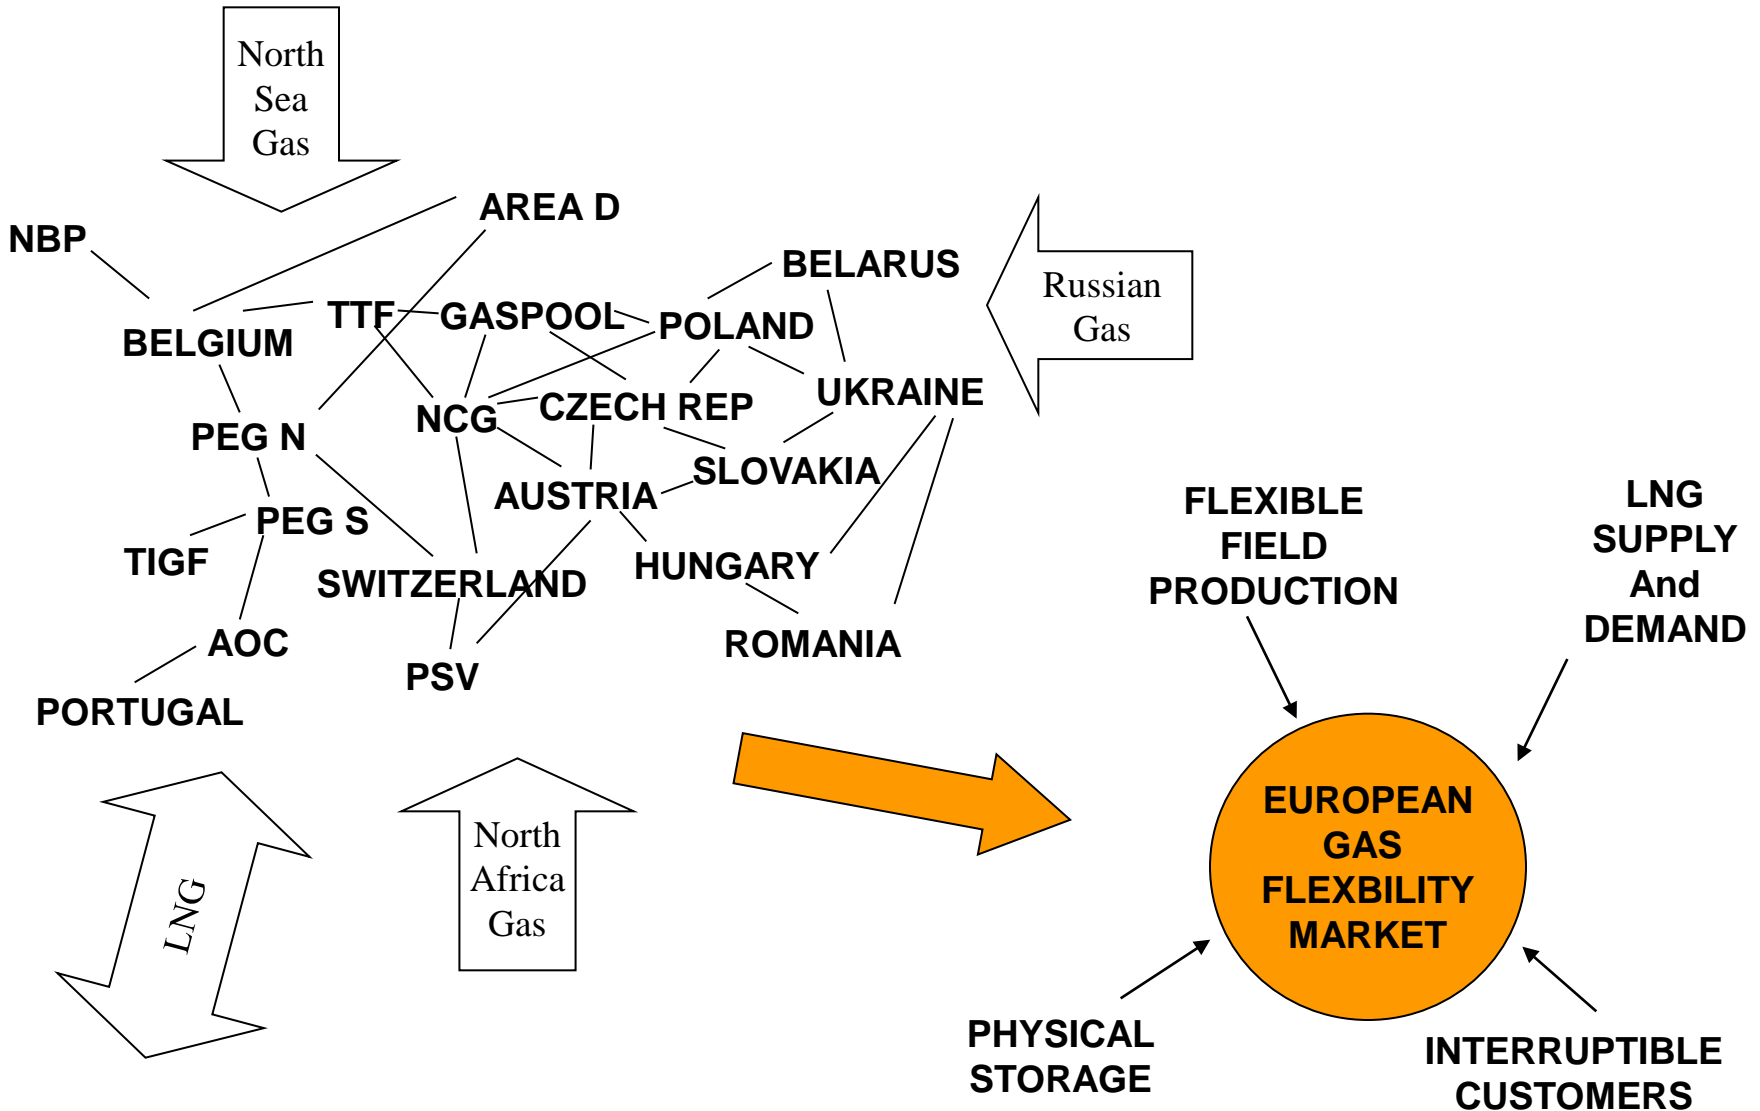 North
Sea
Gas
AREA D
NBP
BELARUS
Russian
Gas
TTF
GASPOOL
POLAND
BELGIUM
UKRAINE
CZECH REP
NCG
PEG N
SLOVAKIA
AUSTRIA
PEG S
TIGF
HUNGARY
SWITZERLAND
AOC
ROMANIA
PSV
PORTUGAL
LNG
North
Africa
Gas
FLEXIBLE
FIELD
PRODUCTION
LNG
SUPPLY
And
DEMAND
EUROPEAN
GAS
FLEXBILITY
MARKET
PHYSICAL
STORAGE
INTERRUPTIBLE
CUSTOMERS